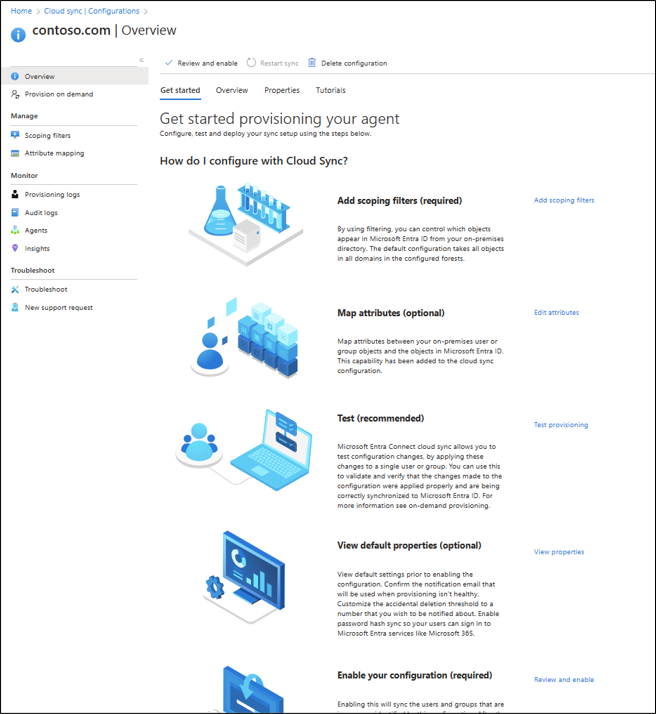 Home > Cloud sync | Configurations >
contoso.com | Overview
«
Overview
Provision on demand
Manage
Scoping filters
Attribute mapping
Monitor
Provisioning logs
Audit logs
Agents
Insights
Troubleshoot
Troubleshoot
New support request
Review and enable Restart sync Delete configuration
Get started Overview Properties Tutorials
Get started provisioning your agent
Configure, test and deploy your sync setup using the steps below.
How do I configure with Cloud Sync?
Add scoping filters (required)
Add scoping filters
By using filtering, you can control which objects
appear in Microsoft Entra ID from your on-premises
directory. The default configuration takes all objects
in all domains in the configured forests.
Map attributes (optional)
Edit attributes
Map attributes between your on-premises user or
group objects and the objects in Microsoft Entra ID.
This capability has been added to the cloud sync
configuration.
Test (recommended)
Test provisioning
Microsoft Entra Connect cloud sync allows you to
test configuration changes, by applying these
changes to a single user or group. You can use this
to validate and verify that the changes made to the
configuration were applied properly and are being
correctly synchronized to Microsoft Entra ID. For
more information see on-demand provisioning.
View default properties (optional)
View properties
View default settings prior to enabling the
configuration. Confirm the notification email that
will be used when provisioning isn't healthy.
Customize the accidental deletion threshold to a
number that you wish to be notified about. Enable
password hash sync so your users can sign in to
Microsoft Entra services like Microsoft 365.
Enable your configuration (required)
Review and enable
Enabling this will sync the users and groups that are